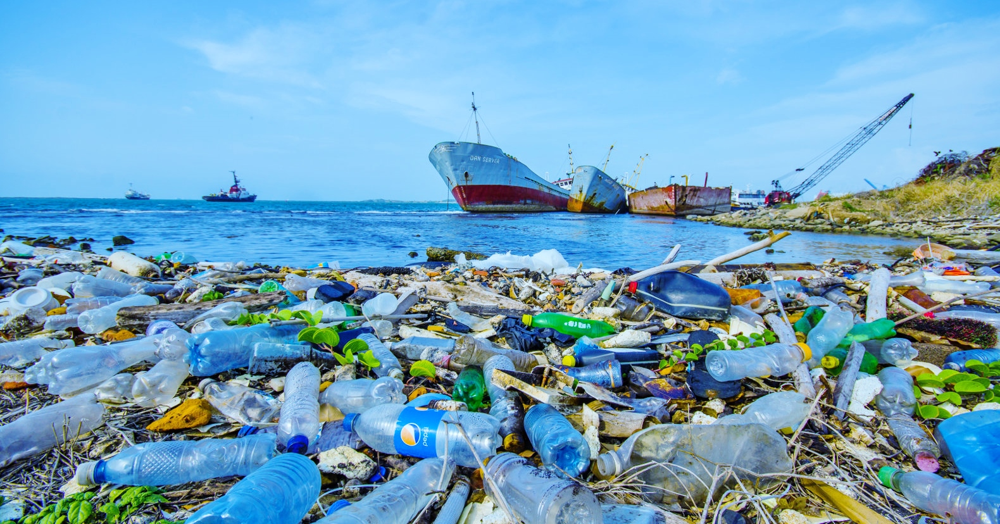 DAN SERVER
pepsi